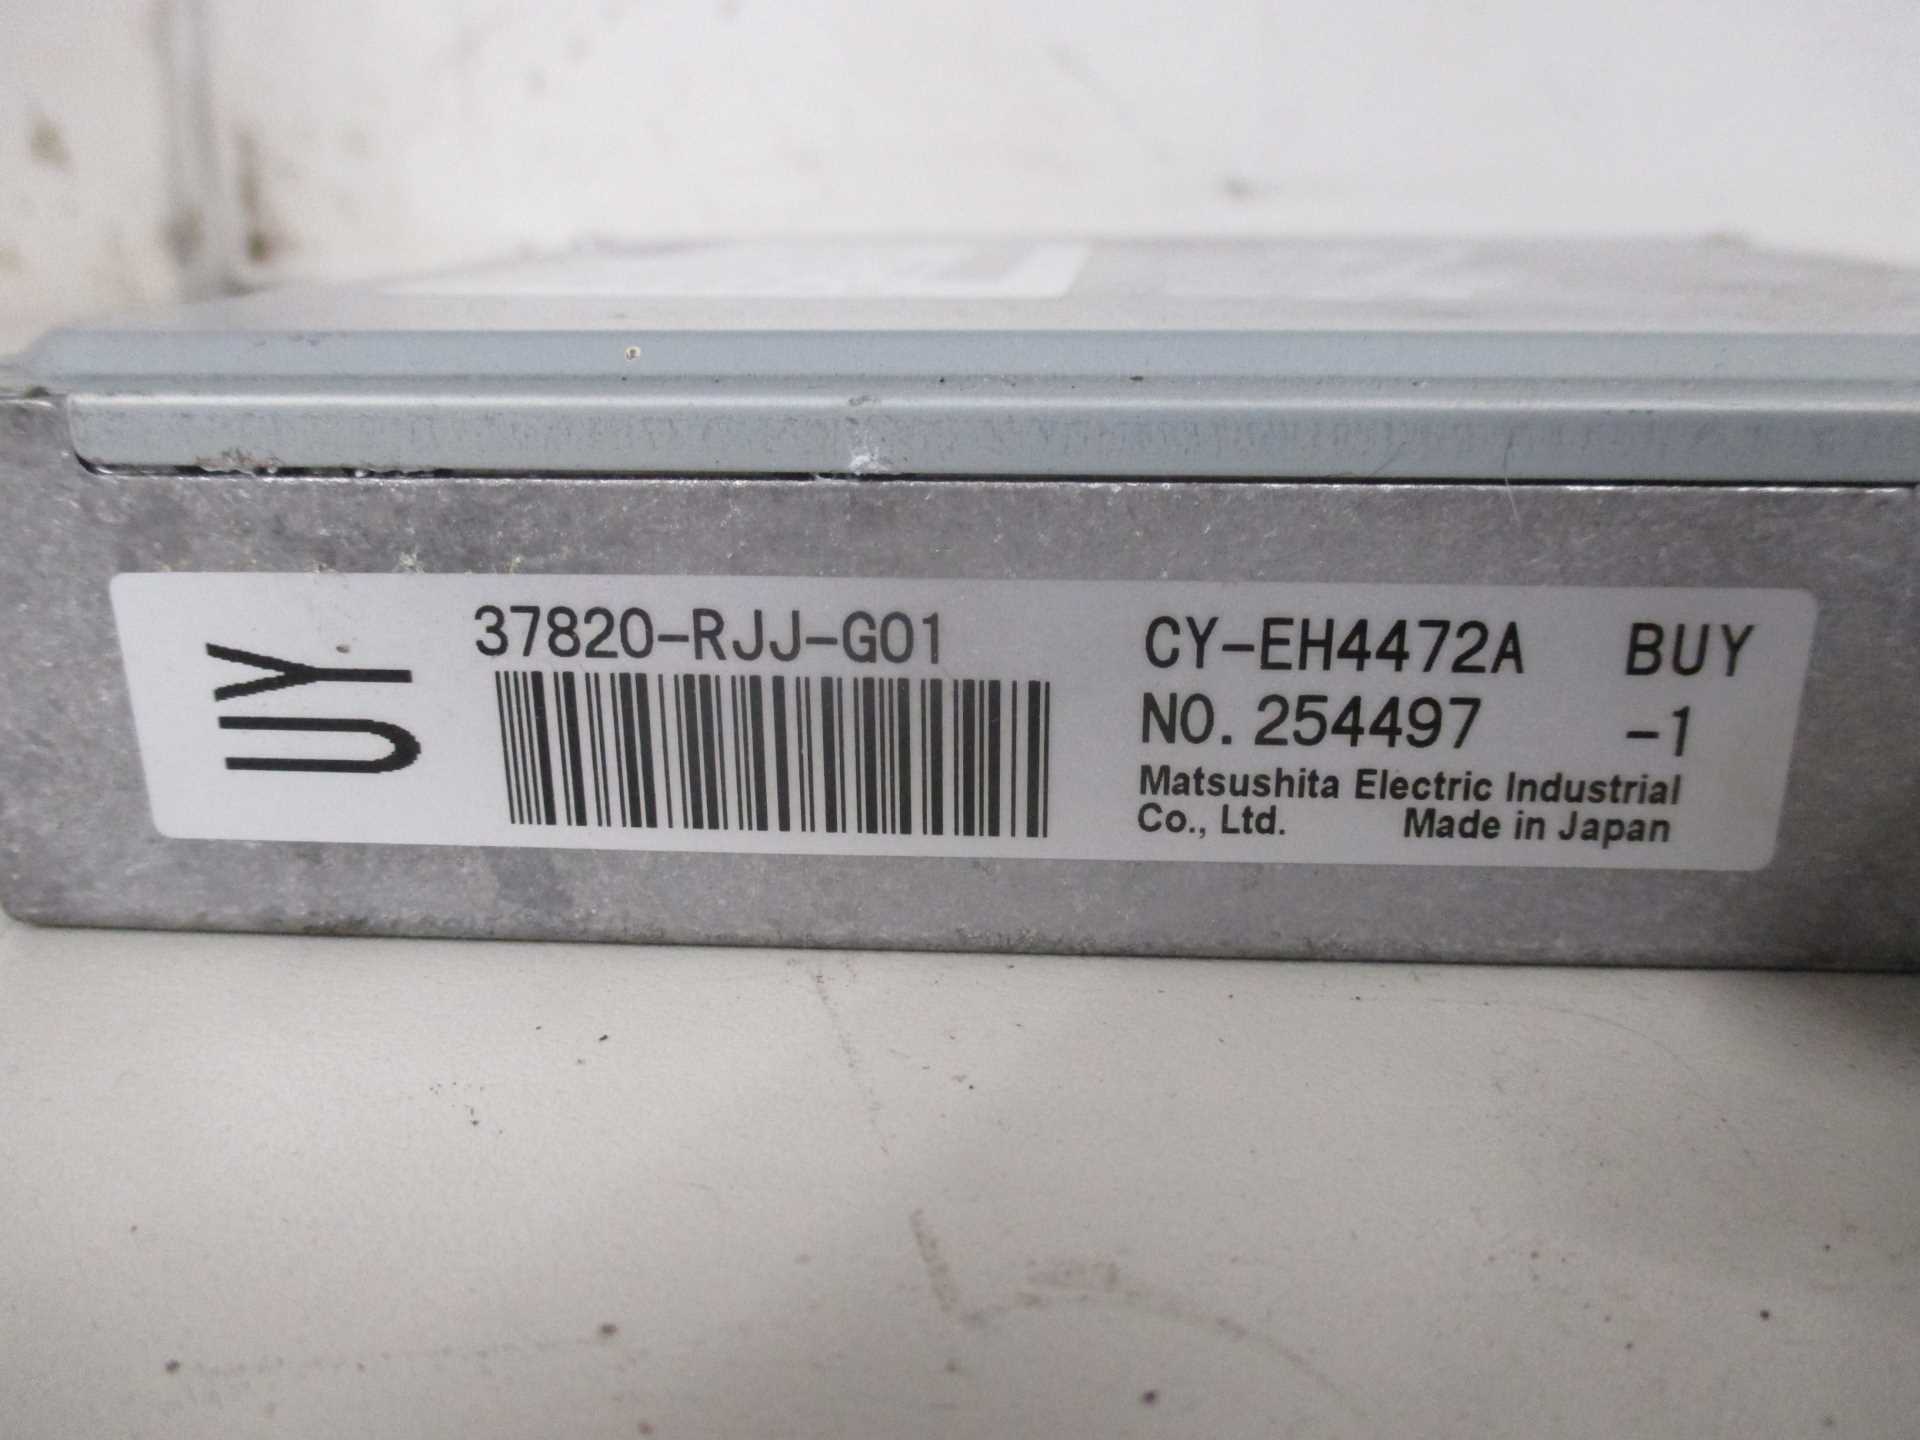 UY
37820-RJJ-G01
CY-EH4472A BUY
NO. 254497 -1
Matsushita Electric Industrial
Co., Ltd. Made in Japan